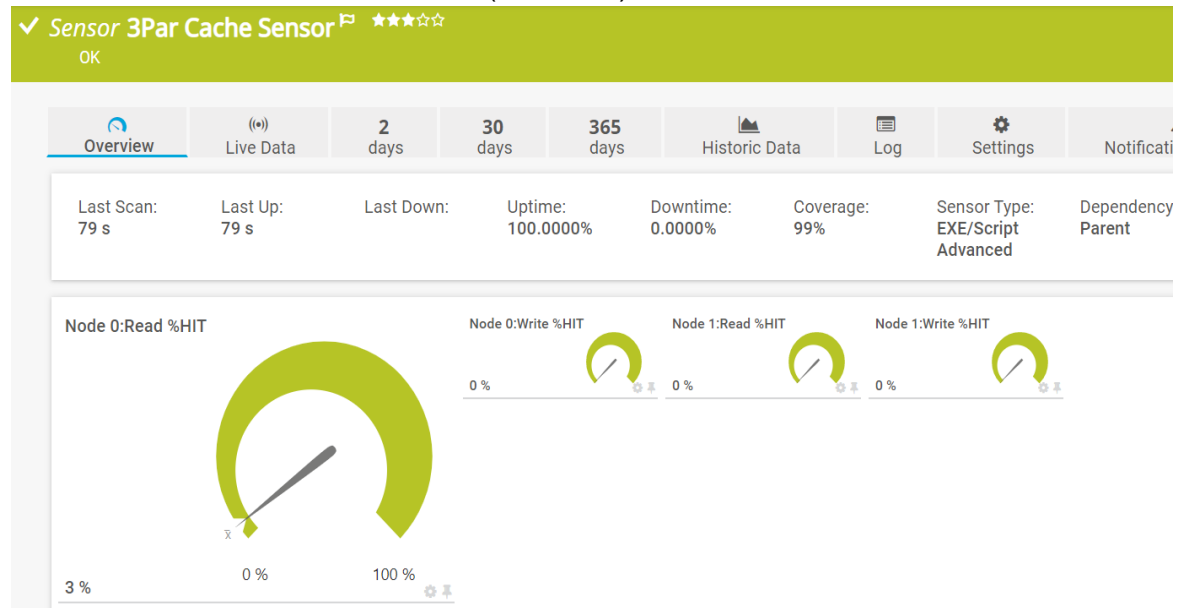 Sensor 3Par Cache Sensor
OK
Overview
Live Data
2
days
30
days
365
days
Historic Data
Log
Settings
Last Scan:
79 s
Last Up:
79 s
Last Down:
Uptime:
100.0000%
Downtime:
0.0000%
Coverage:
99%
Sensor Type:
EXE/Script
Advanced
Dependency
Parent
Node 0:Read %HIT
x̄
0 %
100 %
3 %
Node 0:Write %HIT
0 %
Node 1:Read %HIT
0 %
Node 1:Write %HIT
0 %